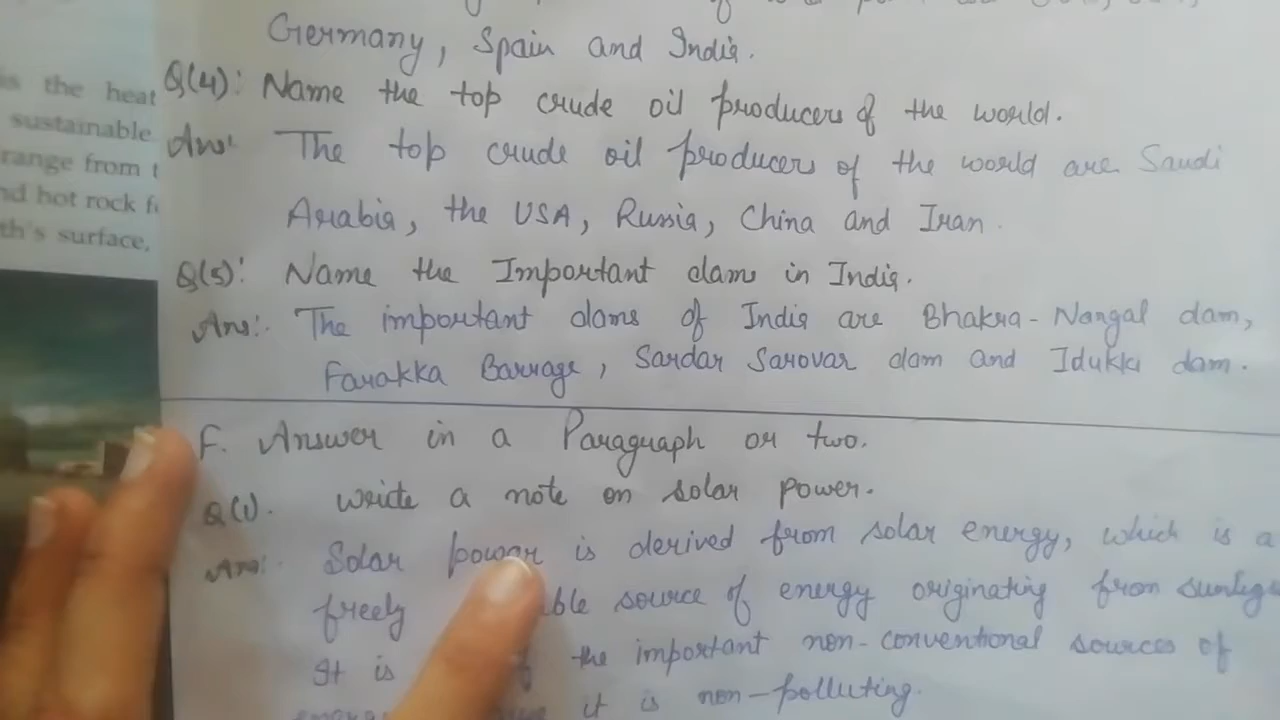 is the heat
sustainable
range from t
nd hot rock f
th's surface,
Germany, Spain and India.
Q(4): Name the top crude oil producers of the world.
Ans: The top crude oil producers of the world are Saudi
Arabia, the USA, Russia, China and Iran.
Q(5): Name the Important dams in India.
Ans: The important dams of India are Bhakra-Nangal dam,
Farakka Barrage, Sardar Sarovar dam and Idukki dam.
F. Answer in a Paragraph or two.
Q(1). Write a note on solar power.
Ans: Solar power is derived from solar energy, which is a
freely able source of energy originating from sunlig
It is the important non-conventional sources of
it is non-polluting.